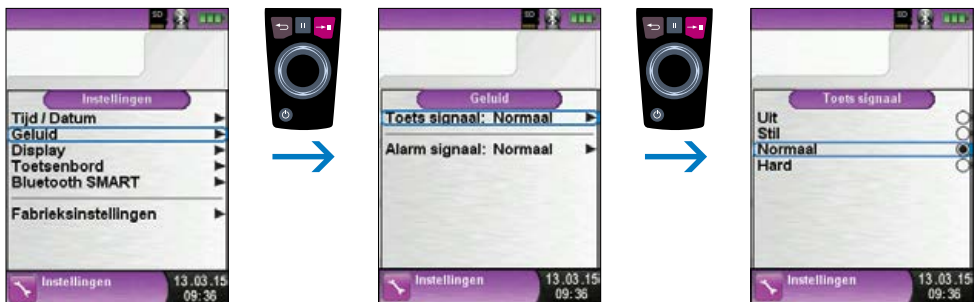 SD
Instellingen
Tijd / Datum
Geluid
Display
Toetsenbord
Bluetooth SMART
Fabrieksinstellingen
Instellingen
13.03.15
09:36
SD
Geluid
Toets signaal: Normaal
Alarm signaal: Normaal
Instellingen
13.03.15
09:36
SD
Toets signaal
Uit
Stil
Normaal
Hard
Instellingen
13.03.15
09:36